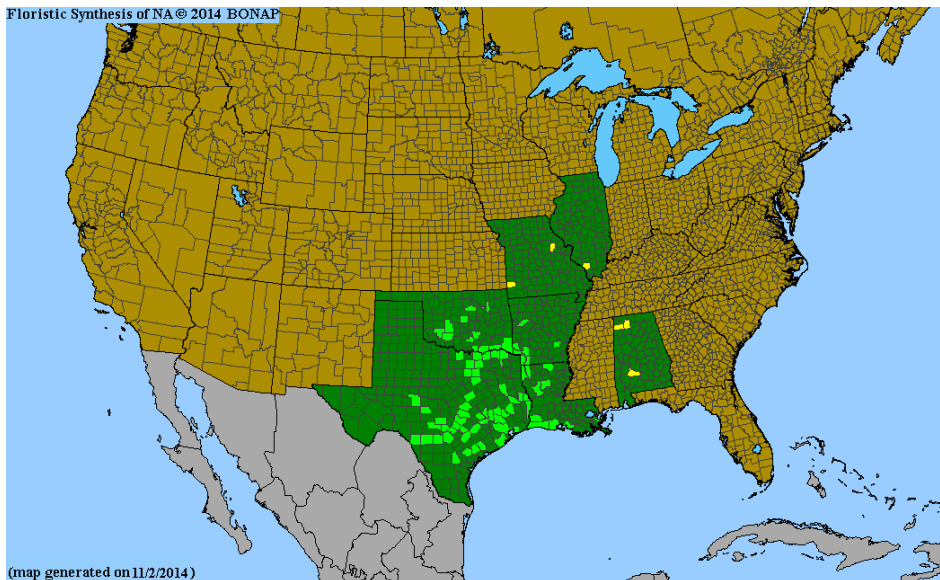 Floristic Synthesis of NA © 2014 BONAP
(map generated on 11/2/2014)